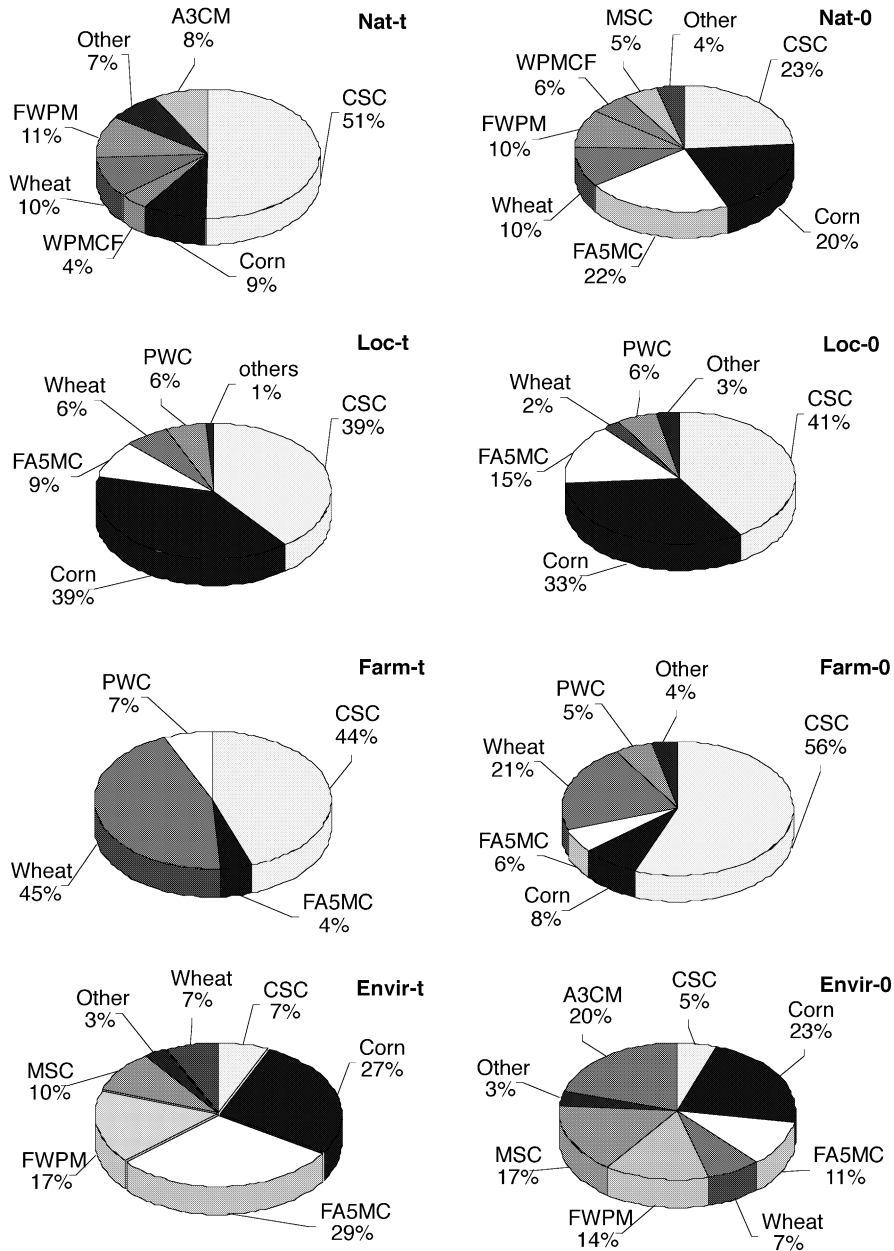 Nat-t
A3CM
8%
Other
7%
CSC
51%
FWPM
11%
Wheat
10%
WPMCF
4%
Corn
9%
Nat-0
MSC
5%
Other
4%
CSC
23%
WPMCF
6%
FWPM
10%
Wheat
10%
FA5MC
22%
Corn
20%
Loc-t
PWC
6%
others
1%
Wheat
6%
CSC
39%
FA5MC
9%
Corn
39%
Loc-0
PWC
6%
Other
3%
Wheat
2%
CSC
41%
FA5MC
15%
Corn
33%
Farm-t
PWC
7%
CSC
44%
Wheat
45%
FA5MC
4%
Farm-0
Other
4%
PWC
5%
CSC
56%
Wheat
21%
FA5MC
6%
Corn
8%
Envir-t
Wheat
7%
CSC
7%
Other
3%
Corn
27%
MSC
10%
FWPM
17%
FA5MC
29%
Envir-0
A3CM
20%
CSC
5%
Corn
23%
Other
3%
MSC
17%
FA5MC
11%
FWPM
14%
Wheat
7%